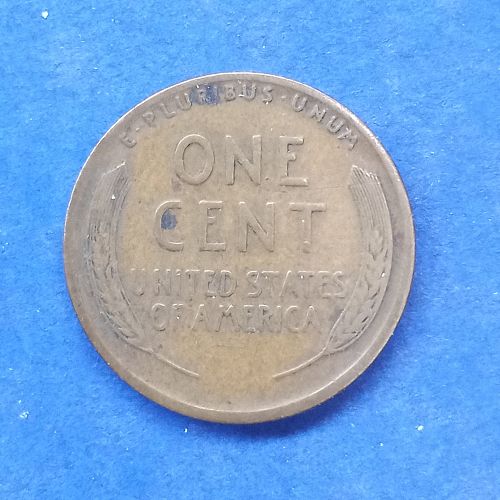 E·PLURIBUS·UNUM
ONE
CENT
UNITED STATES
OF AMERICA